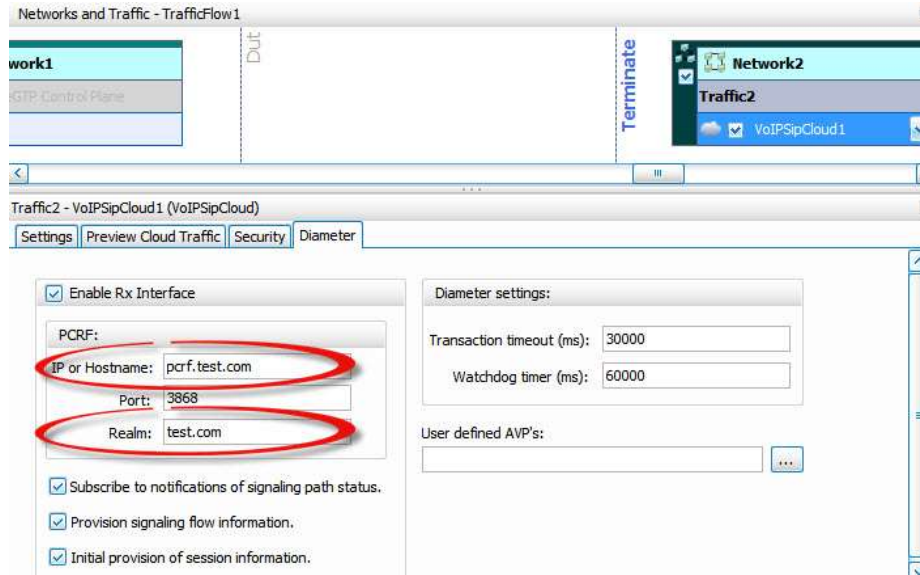 Networks and Traffic - TrafficFlow1
work1
eGTP Control Plane
Dut
Terminate
Network2
Traffic2
VoIPSipCloud1
Traffic2 - VoIPSipCloud1 (VoIPSipCloud)
Settings Preview Cloud Traffic Security Diameter
Enable Rx Interface
PCRF:
IP or Hostname: pcrf.test.com
Port: 3868
Realm: test.com
Subscribe to notifications of signaling path status.
Provision signaling flow information.
Initial provision of session information.
Diameter settings:
Transaction timeout (ms): 30000
Watchdog timer (ms): 60000
User defined AVP's:
...